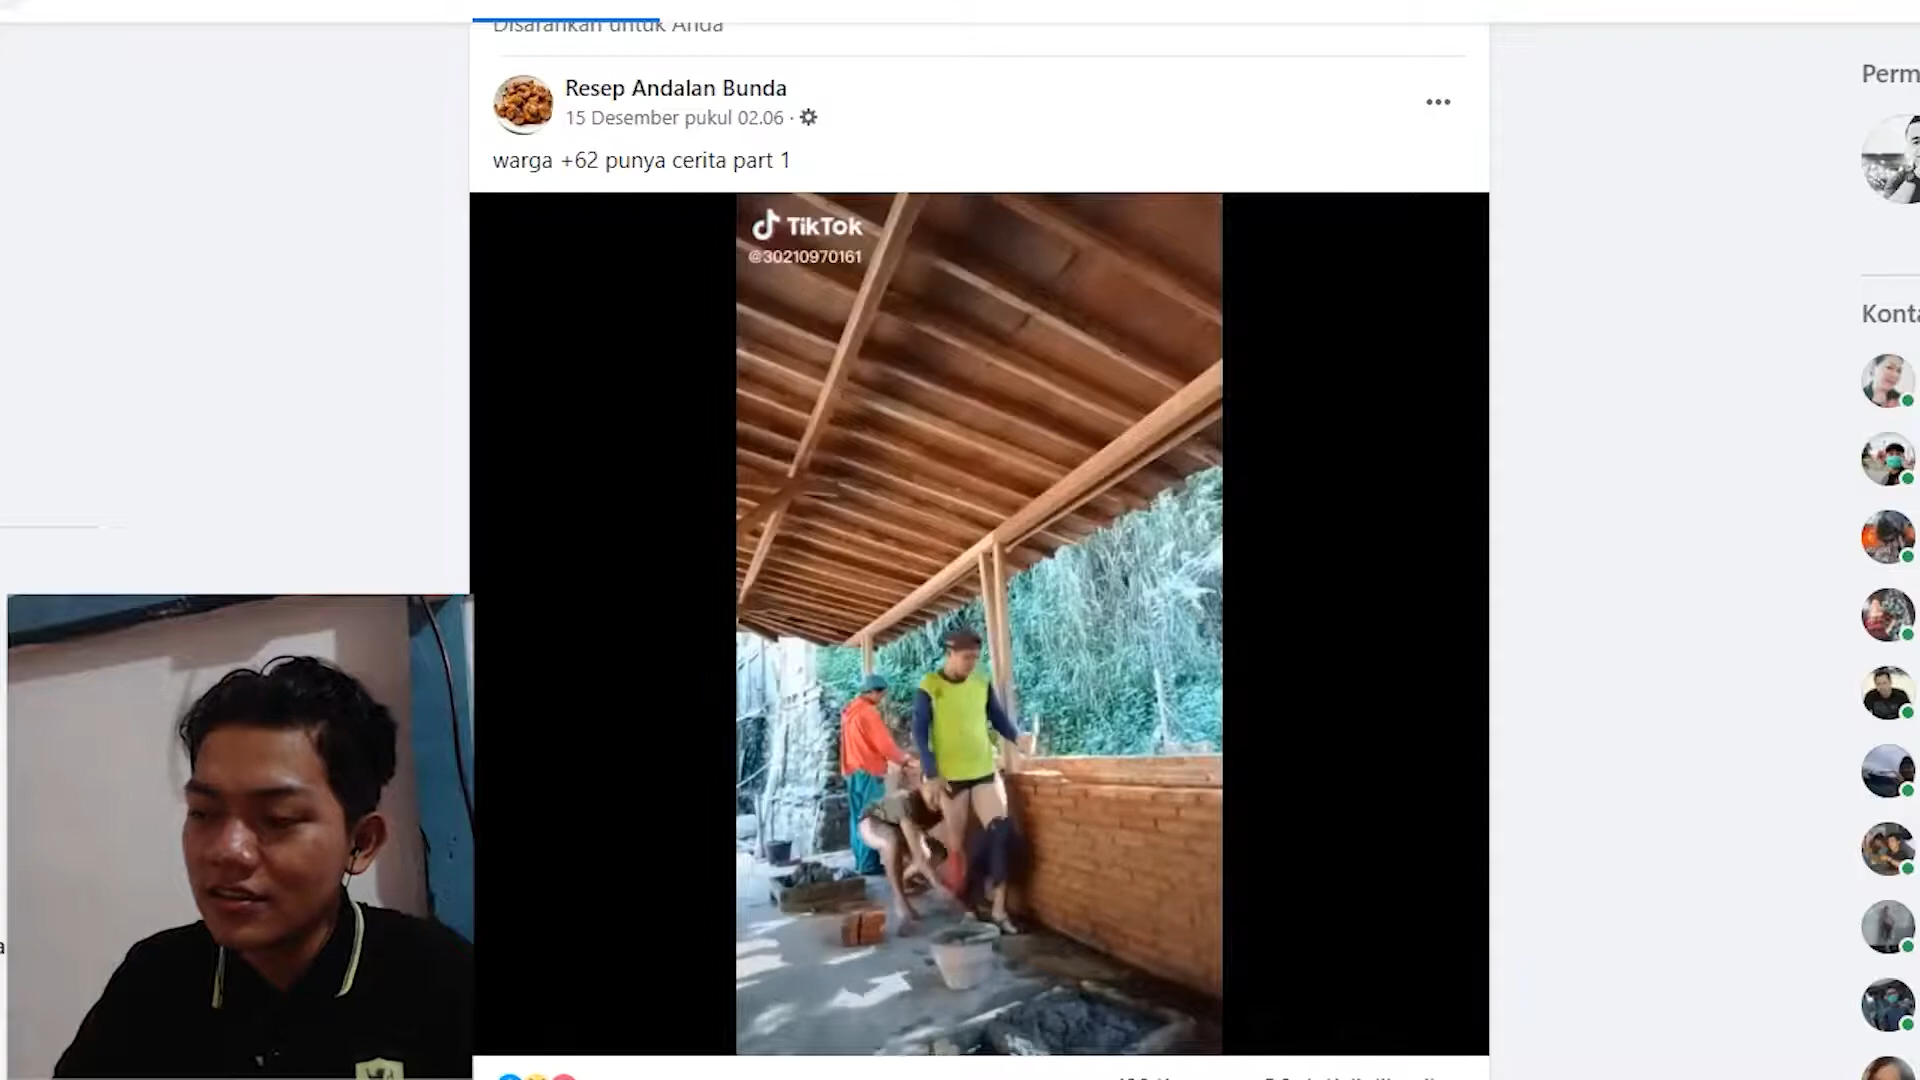 Disarankan untuk Anda
Resep Andalan Bunda
15 Desember pukul 02.06 ·
warga +62 punya cerita part 1
TikTok
@30210970161
Perm
Konta
a